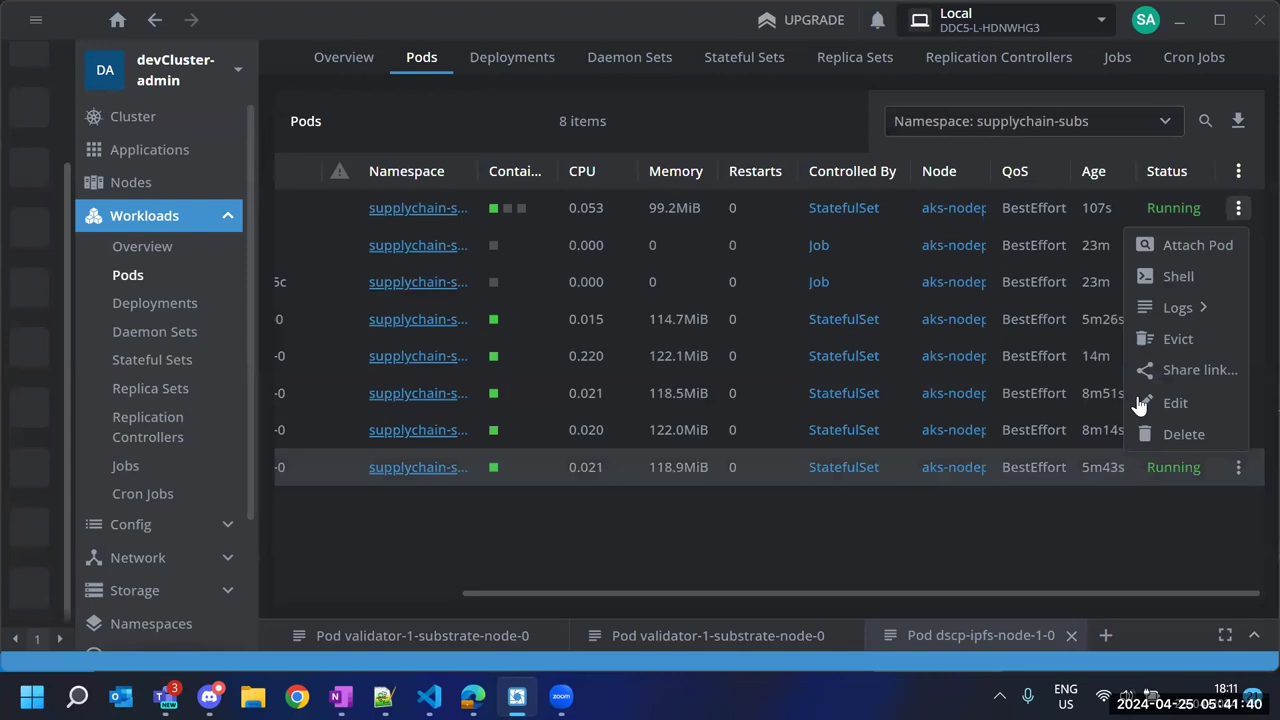 UPGRADE
Local
DDC5-L-HDNWHG3
SA
DA
devCluster-
admin
Overview
Pods
Deployments
Daemon Sets
Stateful Sets
Replica Sets
Replication Controllers
Jobs
Cron Jobs
Cluster
Applications
Nodes
Workloads
Overview
Pods
Deployments
Daemon Sets
Stateful Sets
Replica Sets
Replication
Controllers
Jobs
Cron Jobs
Config
Network
Storage
Namespaces
Pods
8 items
Namespace: supplychain-subs
Namespace Contai... CPU Memory Restarts Controlled By Node QoS Age Status
supplychain-s... 0.053 99.2MiB 0 StatefulSet aks-nodep BestEffort 107s Running
supplychain-s... 0.000 0 0 Job aks-nodep BestEffort 23m
5c supplychain-s... 0.000 0 0 Job aks-nodep BestEffort 23m
-0 supplychain-s... 0.015 114.7MiB 0 StatefulSet aks-nodep BestEffort 5m26s
-0 supplychain-s... 0.220 122.1MiB 0 StatefulSet aks-nodep BestEffort 14m
-0 supplychain-s... 0.021 118.5MiB 0 StatefulSet aks-nodep BestEffort 8m51s
-0 supplychain-s... 0.020 122.0MiB 0 StatefulSet aks-nodep BestEffort 8m14s
-0 supplychain-s... 0.021 118.9MiB 0 StatefulSet aks-nodep BestEffort 5m43s Running
Attach Pod
Shell
Logs
Evict
Share link...
Edit
Delete
1
Pod validator-1-substrate-node-0
Pod validator-1-substrate-node-0
Pod dscp-ipfs-node-1-0
3
NEW
zoom
ENG
US
18:11
2024-04-25 05:41:40